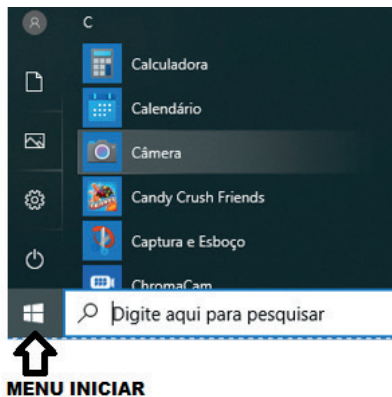 C
Calculadora
Calendário
Câmera
Candy Crush Friends
Captura e Esboço
ChromaCam
Digite aqui para pesquisar
MENU INICIAR